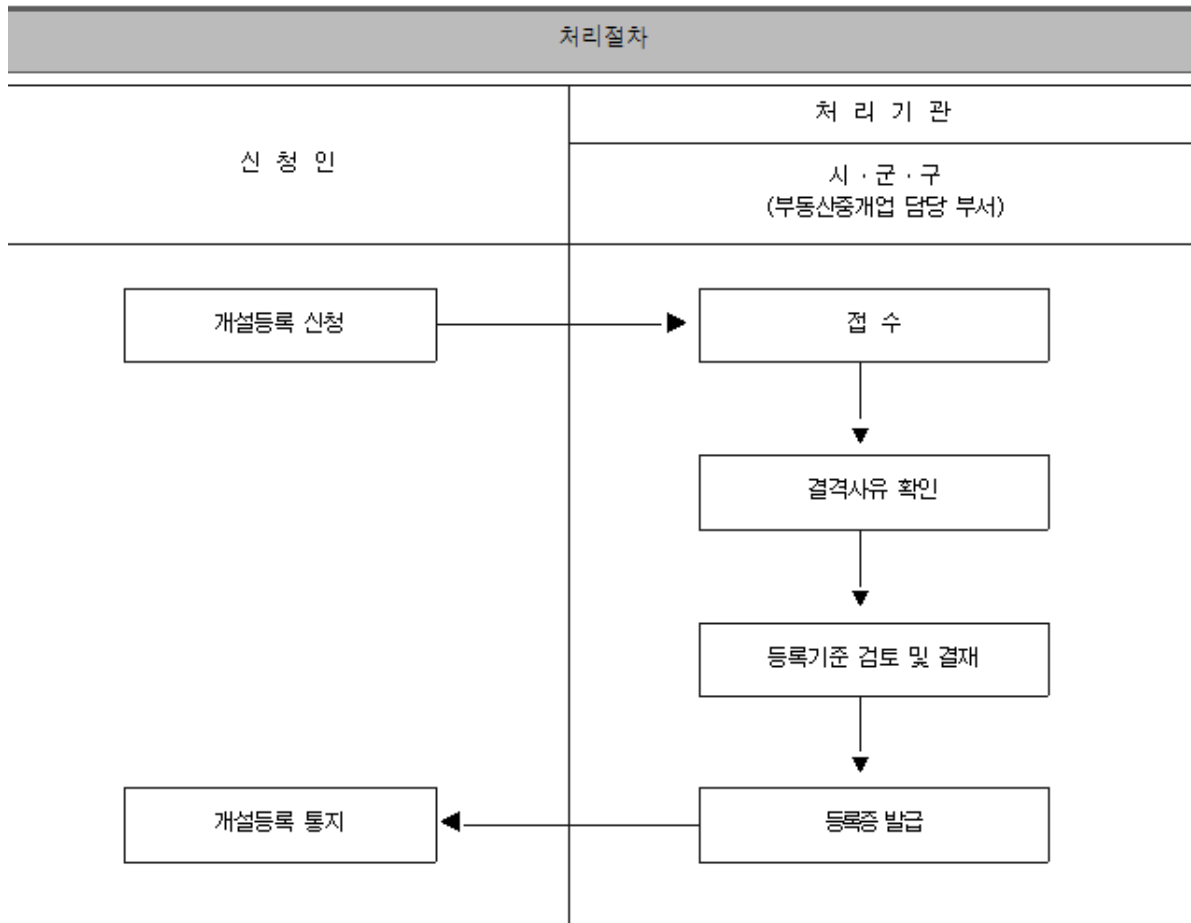 처리절차
신 청 인
처 리 기 관
시 · 군 · 구
(부동산중개업 담당 부서)
개설등록 신청
접 수
결격사유 확인
등록기준 검토 및 결재
개설등록 통지
등록증 발급